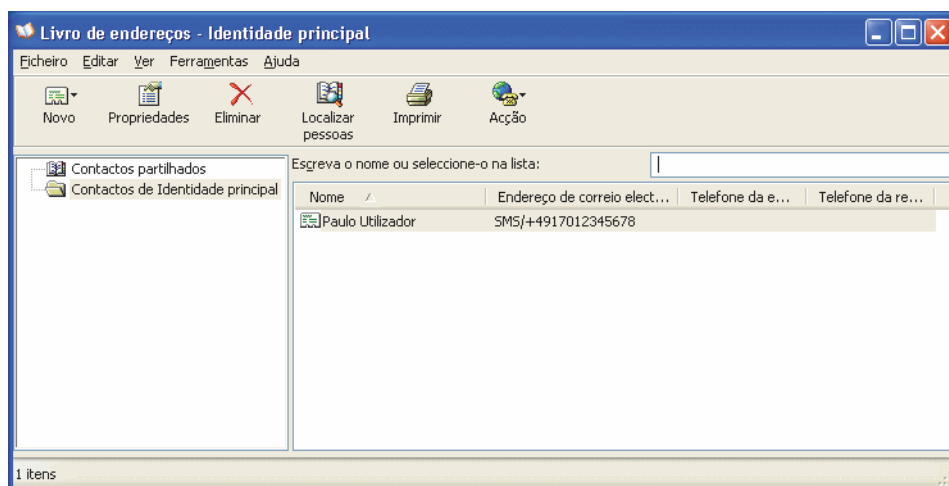 Livro de endereços - Identidade principal
Ficheiro Editar Ver Ferramentas Ajuda
Novo Propriedades Eliminar Localizar pessoas Imprimir Acção
Contactos partilhados
Contactos de Identidade principal
Escreva o nome ou seleccione-o na lista:
Nome Endereço de correio elect... Telefone da e... Telefone da re...
Paulo Utilizador SMS/+4917012345678
1 itens